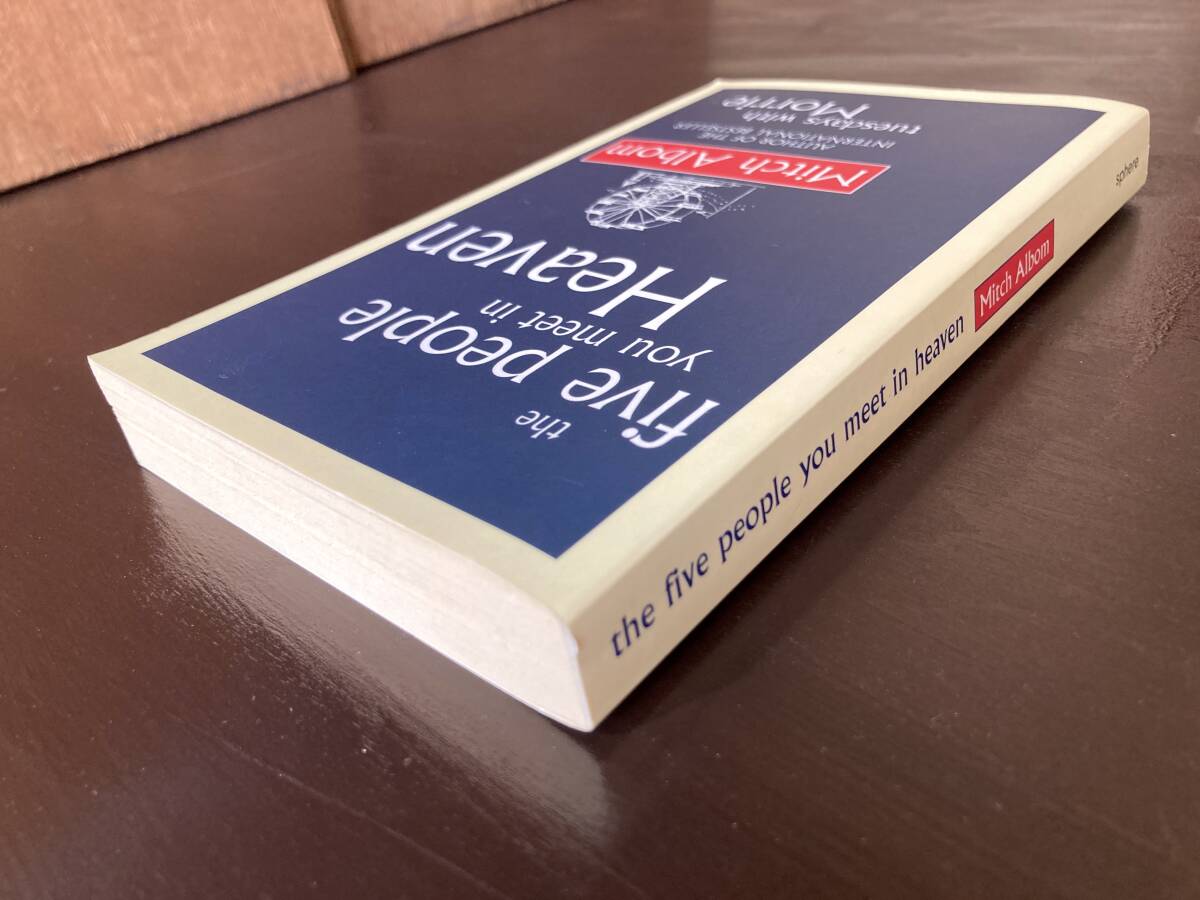 the
five people
you meet in
Heaven
Mitch Albom
AUTHOR OF THE
INTERNATIONAL BESTSELLER
tuesdays with
Morrie
the five people you meet in heaven Mitch Albom sphere